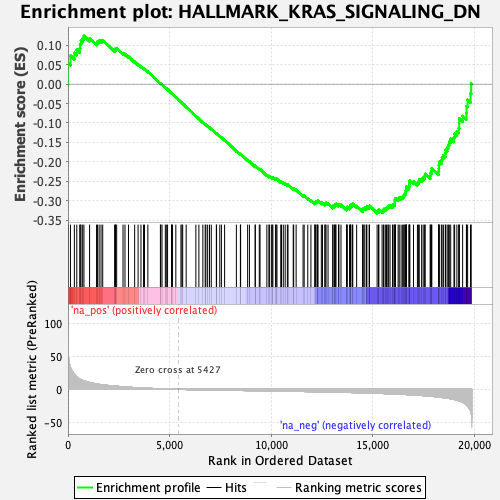 Enrichment plot: HALLMARK_KRAS_SIGNALING_DN
Enrichment score (ES)
0.10
0.05
0.00
-0.05
-0.10
-0.15
-0.20
-0.25
-0.30
-0.35
'na_pos' (positively correlated)
Ranked list metric (PreRanked)
100
50
0
-50
Zero cross at 5427
'na_neg' (negatively correlated)
0
5,000
10,000
15,000
20,000
Rank in Ordered Dataset
Enrichment profile
Hits
Ranking metric scores